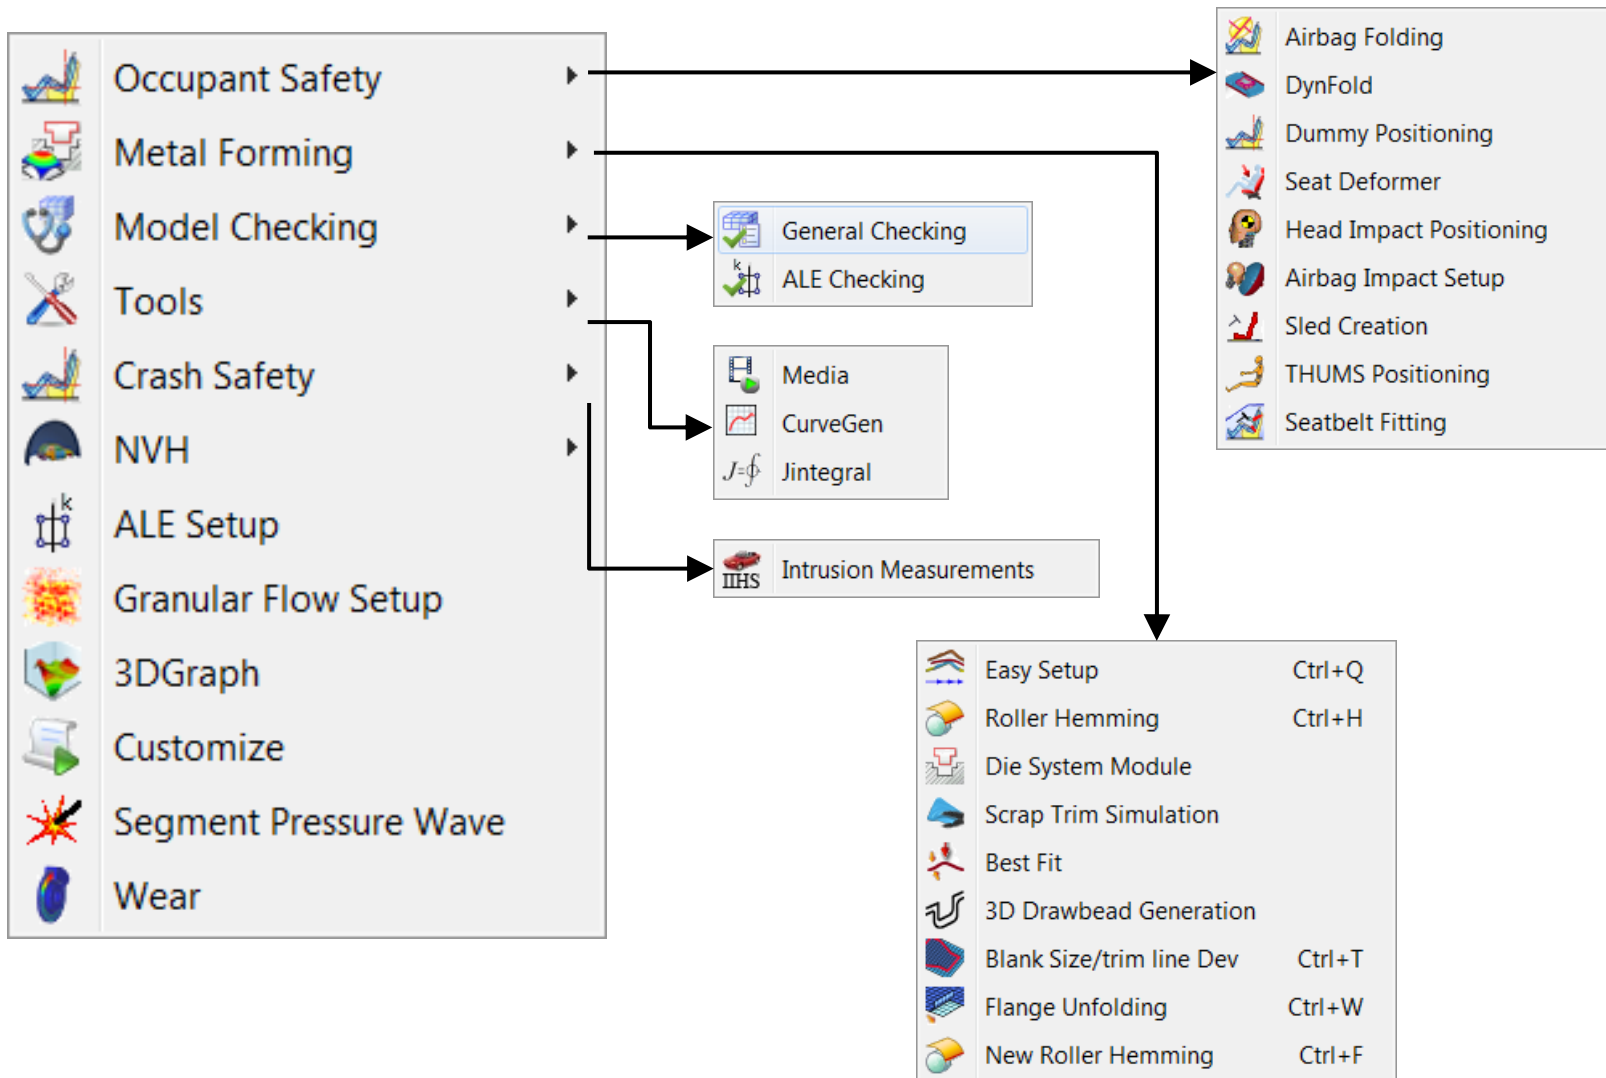 Occupant Safety
Metal Forming
Model Checking
Tools
Crash Safety
NVH
k
ALE Setup
Granular Flow Setup
3DGraph
Customize
Segment Pressure Wave
Wear
General Checking
k
ALE Checking
Media
CurveGen
J=∮ Jintegral
IIHS Intrusion Measurements
Airbag Folding
DynFold
Dummy Positioning
Seat Deformer
Head Impact Positioning
Airbag Impact Setup
Sled Creation
THUMS Positioning
Seatbelt Fitting
Easy Setup Ctrl+Q
Roller Hemming Ctrl+H
Die System Module
Scrap Trim Simulation
Best Fit
3D Drawbead Generation
Blank Size/trim line Dev Ctrl+T
Flange Unfolding Ctrl+W
New Roller Hemming Ctrl+F